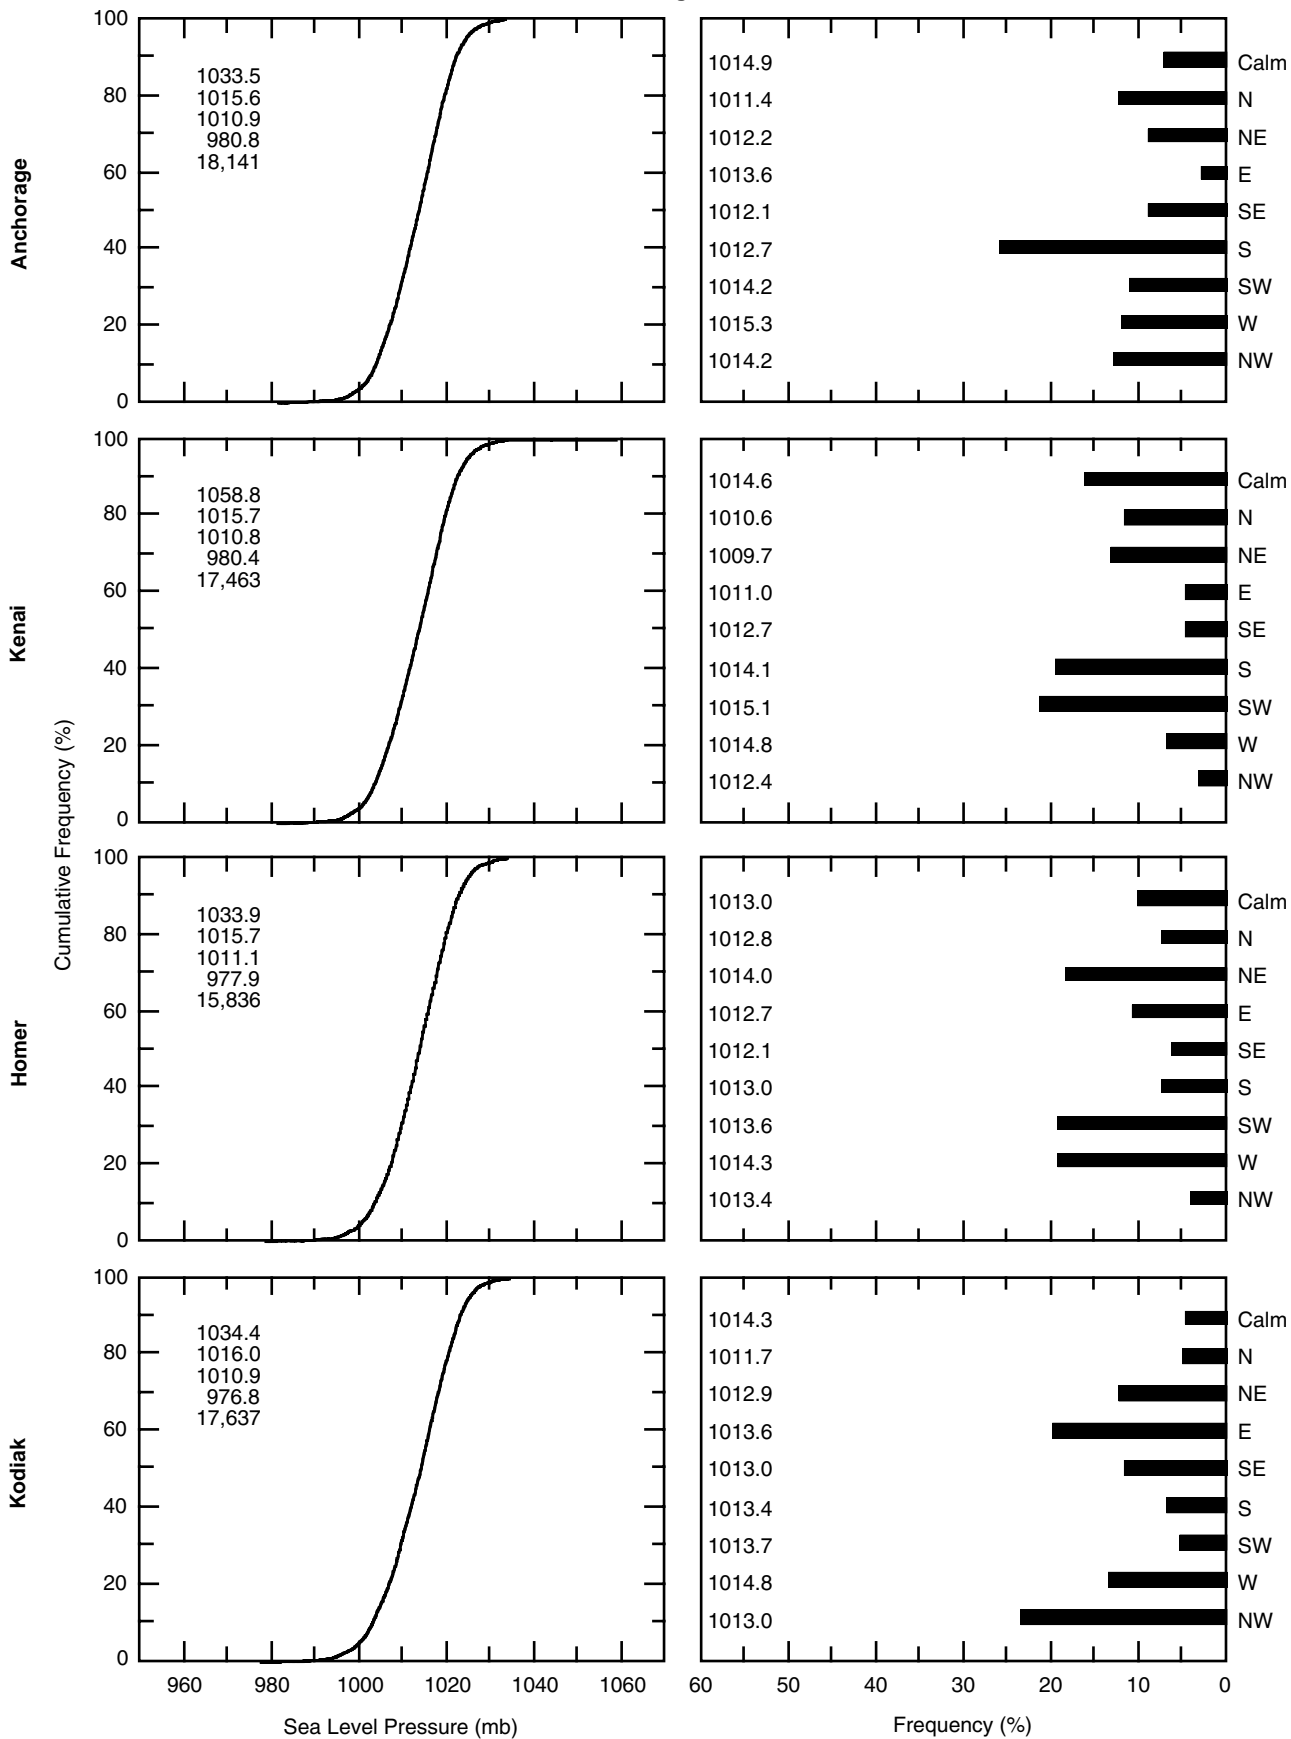 Anchorage
100
80
60
40
20
0
1033.5
1015.6
1010.9
980.8
18,141
1014.9 Calm
1011.4 N
1012.2 NE
1013.6 E
1012.1 SE
1012.7 S
1014.2 SW
1015.3 W
1014.2 NW
Kenai
100
80
60
40
20
0
1058.8
1015.7
1010.8
980.4
17,463
1014.6 Calm
1010.6 N
1009.7 NE
1011.0 E
1012.7 SE
1014.1 S
1015.1 SW
1014.8 W
1012.4 NW
Cumulative Frequency (%)
Homer
100
80
60
40
20
0
1033.9
1015.7
1011.1
977.9
15,836
1013.0 Calm
1012.8 N
1014.0 NE
1012.7 E
1012.1 SE
1013.0 S
1013.6 SW
1014.3 W
1013.4 NW
Kodiak
100
80
60
40
20
0
1034.4
1016.0
1010.9
976.8
17,637
1014.3 Calm
1011.7 N
1012.9 NE
1013.6 E
1013.0 SE
1013.4 S
1013.7 SW
1014.8 W
1013.0 NW
960 980 1000 1020 1040 1060
Sea Level Pressure (mb)
60 50 40 30 20 10 0
Frequency (%)